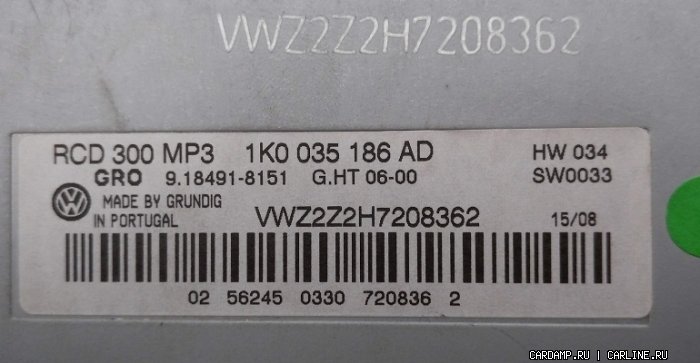 VWZ2Z2H7208362
RCD 300 MP3 1K0 035 186 AD HW 034
GRO 9.18491-8151 G.HT 06-00 SW0033
MADE BY GRUNDIG
IN PORTUGAL VWZ2Z2H7208362 15/08
02 56245 0330 720836 2
CARDAMP.RU | CARLINE.RU